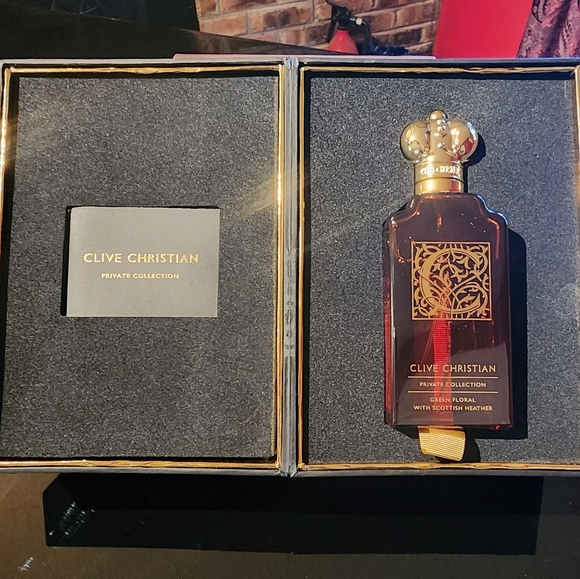 CLIVE CHRISTIAN
PRIVATE COLLECTION
C
CLIVE CHRISTIAN
PRIVATE COLLECTION
GREEN FLORAL
WITH SCOTTISH HEATHER